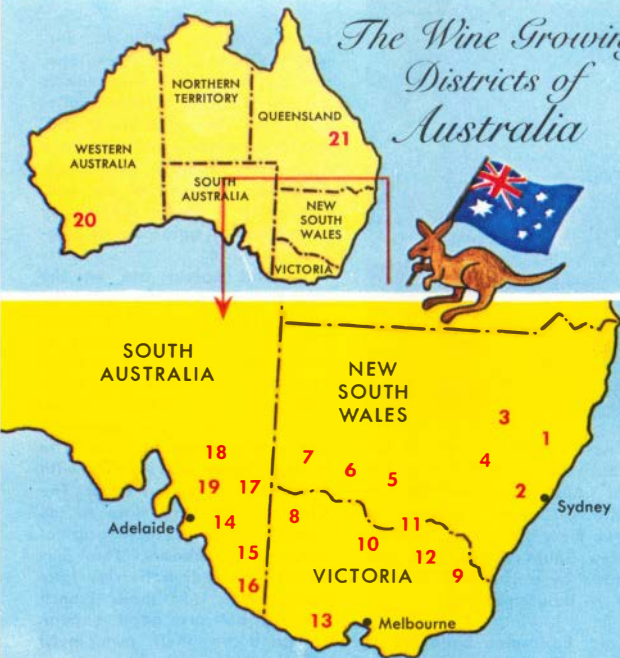 The Wine Growing
Districts of
Australia
NORTHERN
TERRITORY
QUEENSLAND
21
WESTERN
AUSTRALIA
SOUTH
AUSTRALIA
20
NEW
SOUTH
WALES
VICTORIA
SOUTH
AUSTRALIA
NEW
SOUTH
WALES
3
1
18
7
6
5
4
19
17
2
Sydney
8
Adelaide
14
11
10
15
12
9
16
VICTORIA
13
Melbourne